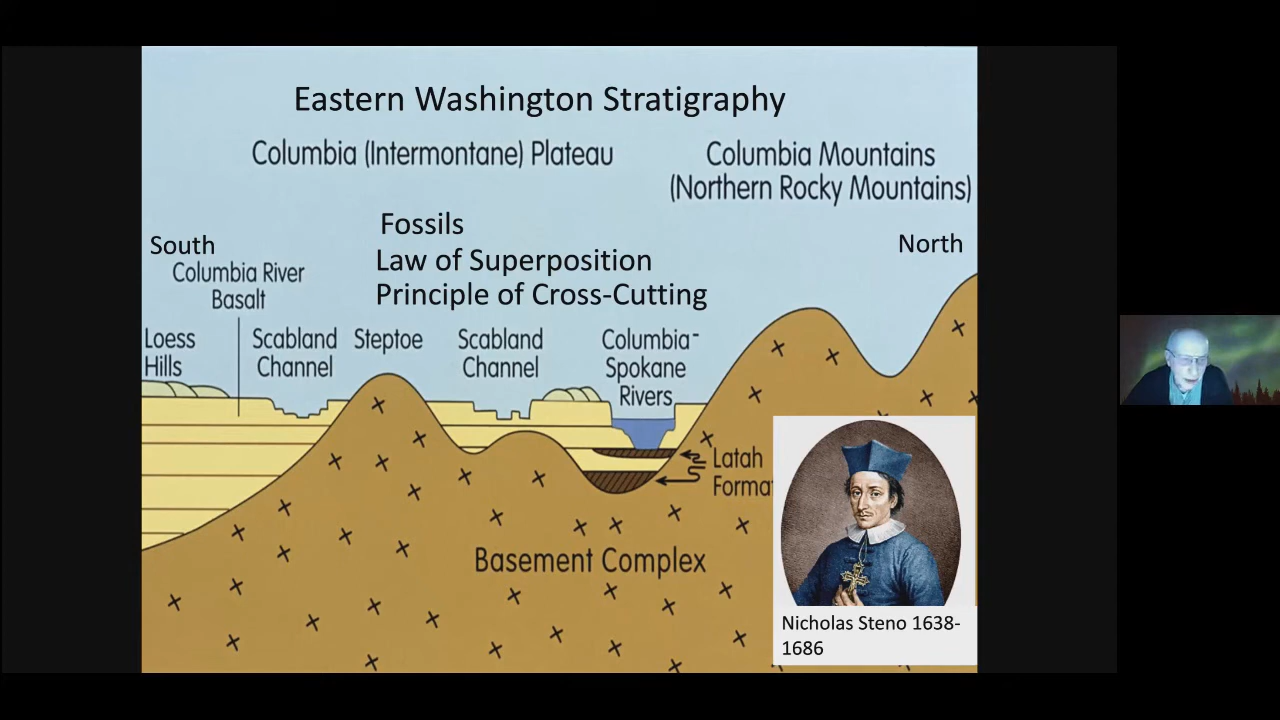 Eastern Washington Stratigraphy
Columbia (Intermontane) Plateau
Columbia Mountains
(Northern Rocky Mountains)
Fossils
Law of Superposition
Principle of Cross-Cutting
South
North
Columbia River
Basalt
Loess
Hills
Scabland
Channel
Steptoe
Scabland
Channel
Columbia-
Spokane
Rivers
Latah
Forma
Basement Complex
Nicholas Steno 1638-
1686